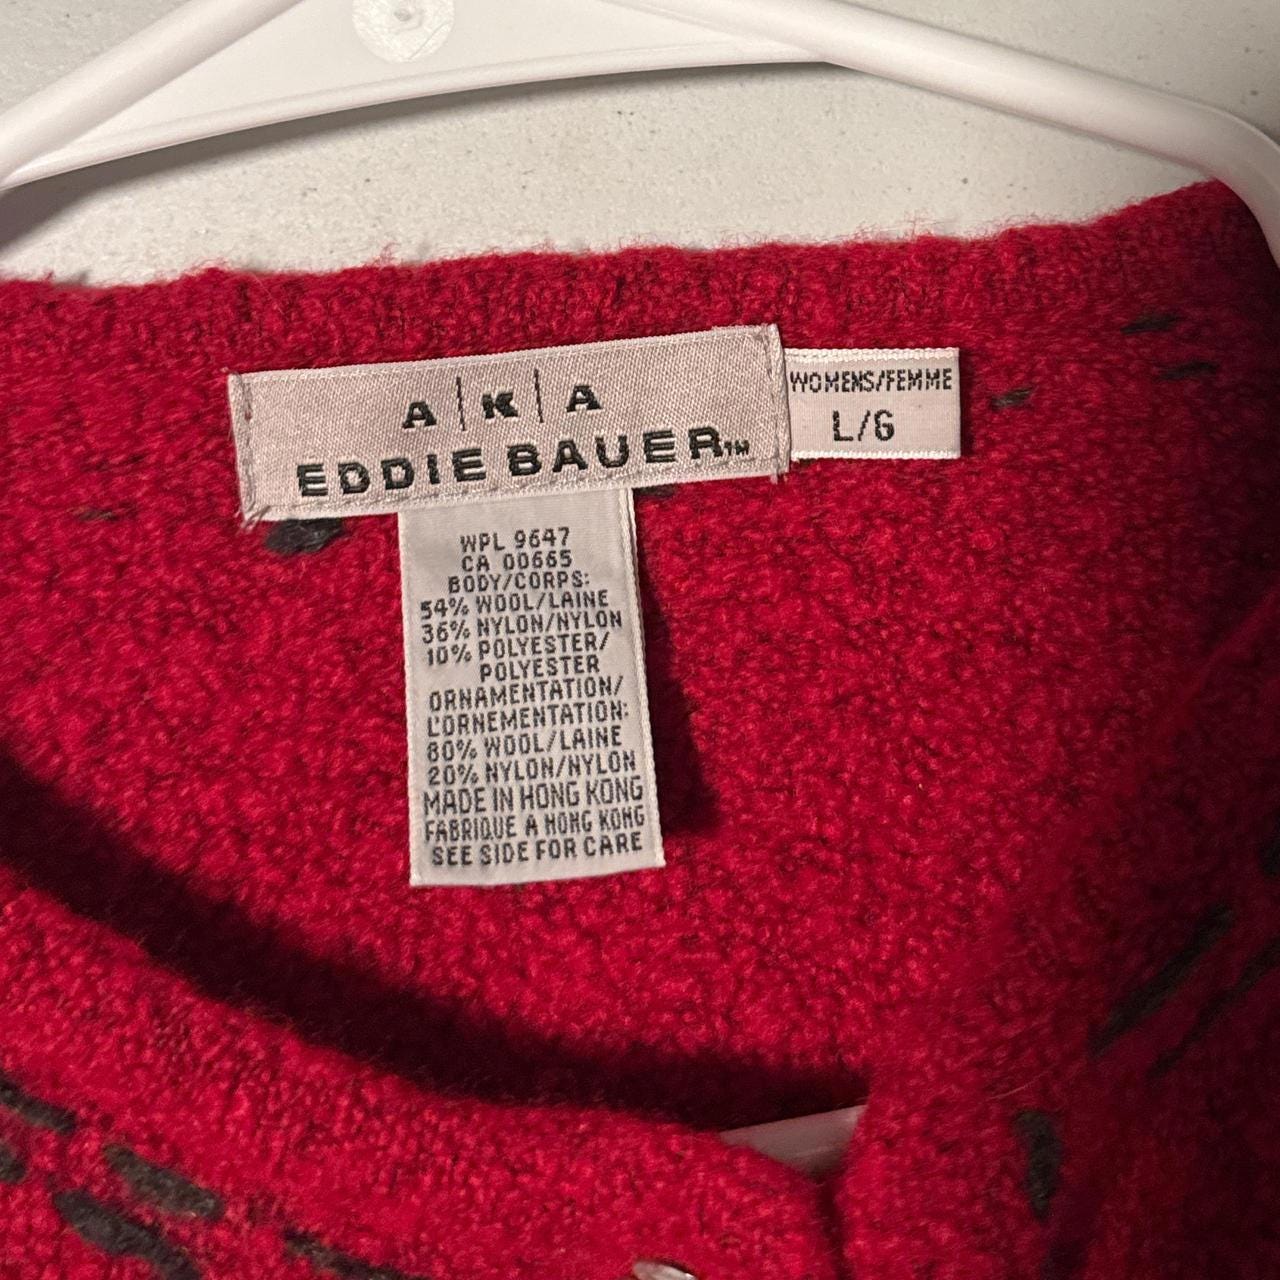 A|K|A
EDDIE BAUER™
WOMENS/FEMME
L/G
WPL 9647
CA 00665
BODY/CORPS:
54% WOOL/LAINE
36% NYLON/NYLON
10% POLYESTER/
POLYESTER
ORNAMENTATION/
L'ORNEMENTATION:
80% WOOL/LAINE
20% NYLON/NYLON
MADE IN HONG KONG
FABRIQUE A HONG KONG
SEE SIDE FOR CARE